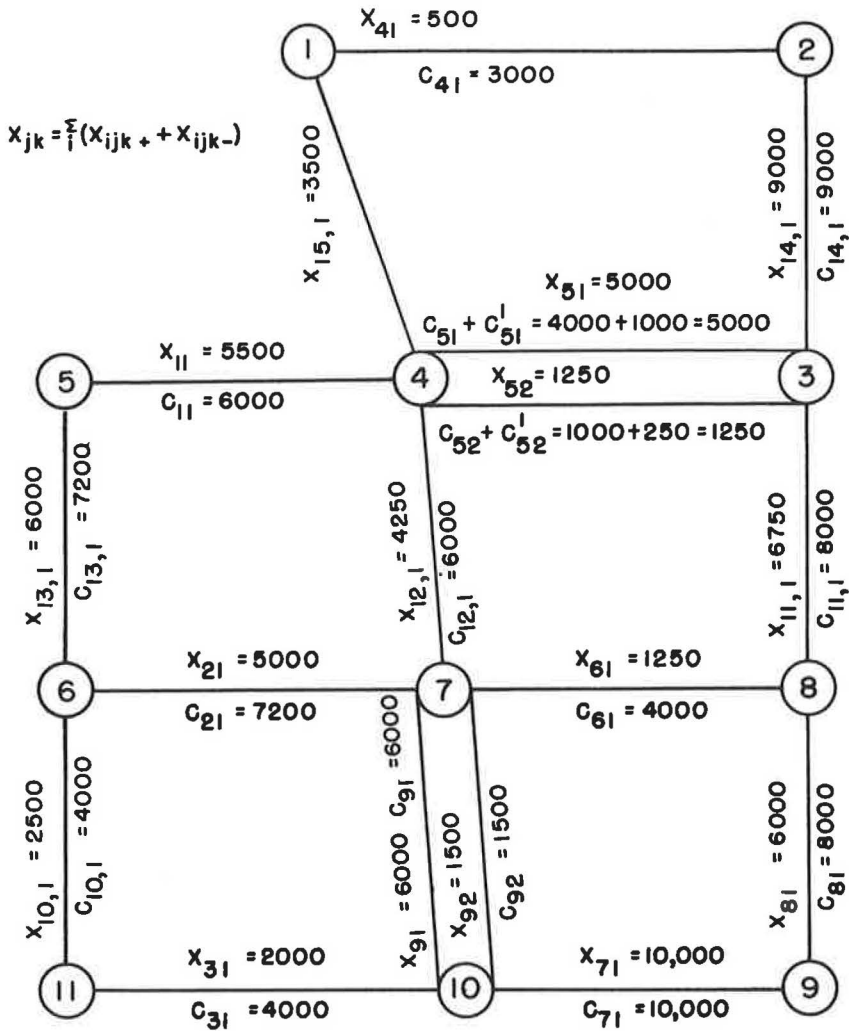 X41 = 500
1
2
C41 = 3000
Xjk = Σi (Xijk+ + Xijk-)
X15,1 = 3500
X14,1 = 9000
C14,1 = 9000
X51 = 5000
C51 + C'51 = 4000 + 1000 = 5000
X11 = 5500
5
4
X52 = 1250
3
C11 = 6000
C52 + C'52 = 1000 + 250 = 1250
X13,1 = 6000
C13,1 = 7200
X12,1 = 4250
C12,1 = 6000
X11,1 = 6750
C11,1 = 8000
X21 = 5000
X61 = 1250
6
7
8
C21 = 7200
C61 = 4000
X10,1 = 2500
C10,1 = 4000
X91 = 6000 C91 = 6000
X92 = 1500
C92 = 1500
X81 = 6000
C81 = 8000
X31 = 2000
X71 = 10,000
11
10
9
C31 = 4000
C71 = 10,000